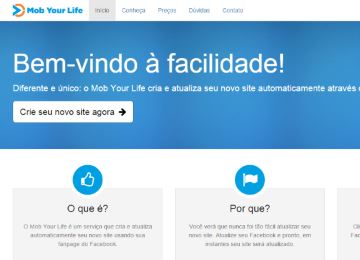 Mob Your Life
Início
Conheça
Preços
Dúvidas
Contato
Bem-vindo à facilidade!
Diferente e único: o Mob Your Life cria e atualiza seu novo site automaticamente através
Crie seu novo site agora
O que é?
O Mob Your Life é um serviço que cria e atualiza
automaticamente seu novo site usando sua
fanpage do Facebook.
Por que?
Você verá que nunca foi tão fácil atualizar seu
novo site. Atualize seu Facebook e pronto, em
instantes seu site será atualizado.